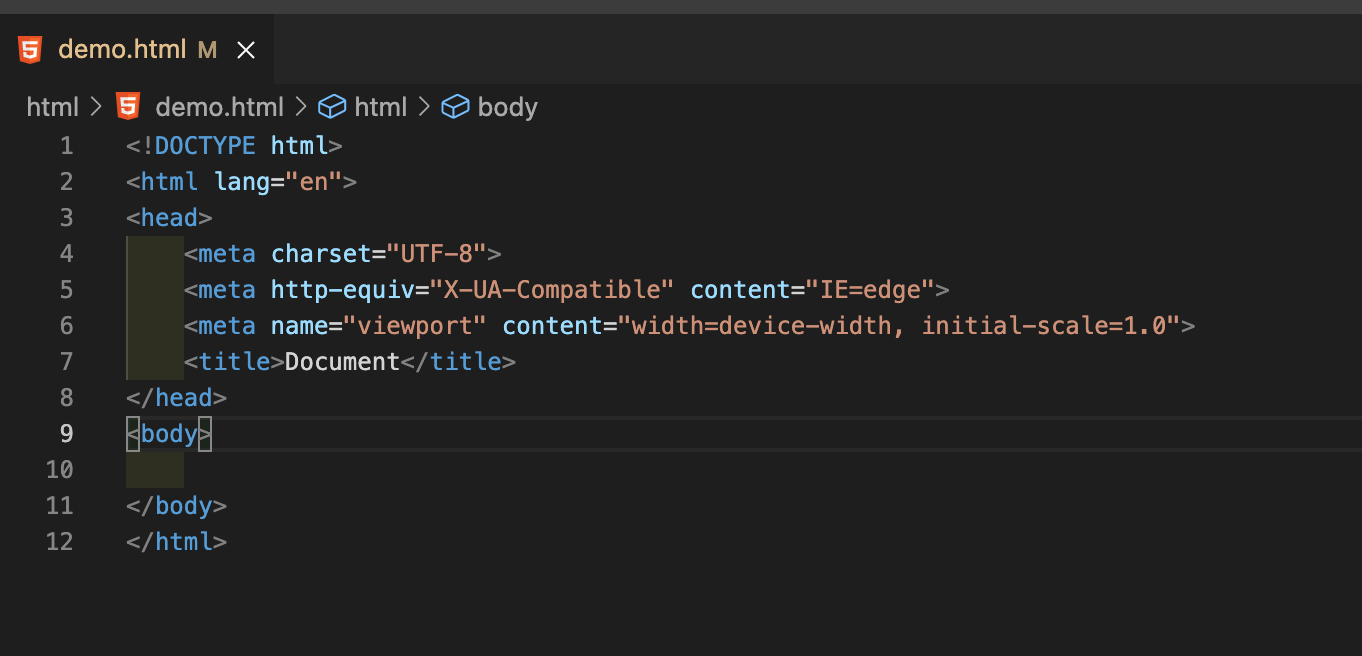 demo.html M
html > demo.html > html > body
1 <!DOCTYPE html>
2 <html lang="en">
3 <head>
4     <meta charset="UTF-8">
5     <meta http-equiv="X-UA-Compatible" content="IE=edge">
6     <meta name="viewport" content="width=device-width, initial-scale=1.0">
7     <title>Document</title>
8 </head>
9 <body>
10
11 </body>
12 </html>